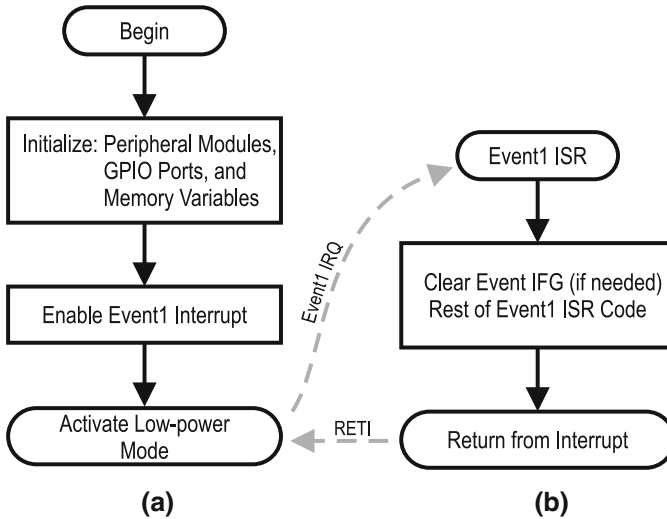 Begin
Initialize: Peripheral Modules,
GPIO Ports, and
Memory Variables
Enable Event1 Interrupt
Activate Low-power
Mode
(a)
Event1 IRQ
RETI
Event1 ISR
Clear Event IFG (if needed)
Rest of Event1 ISR Code
Return from Interrupt
(b)